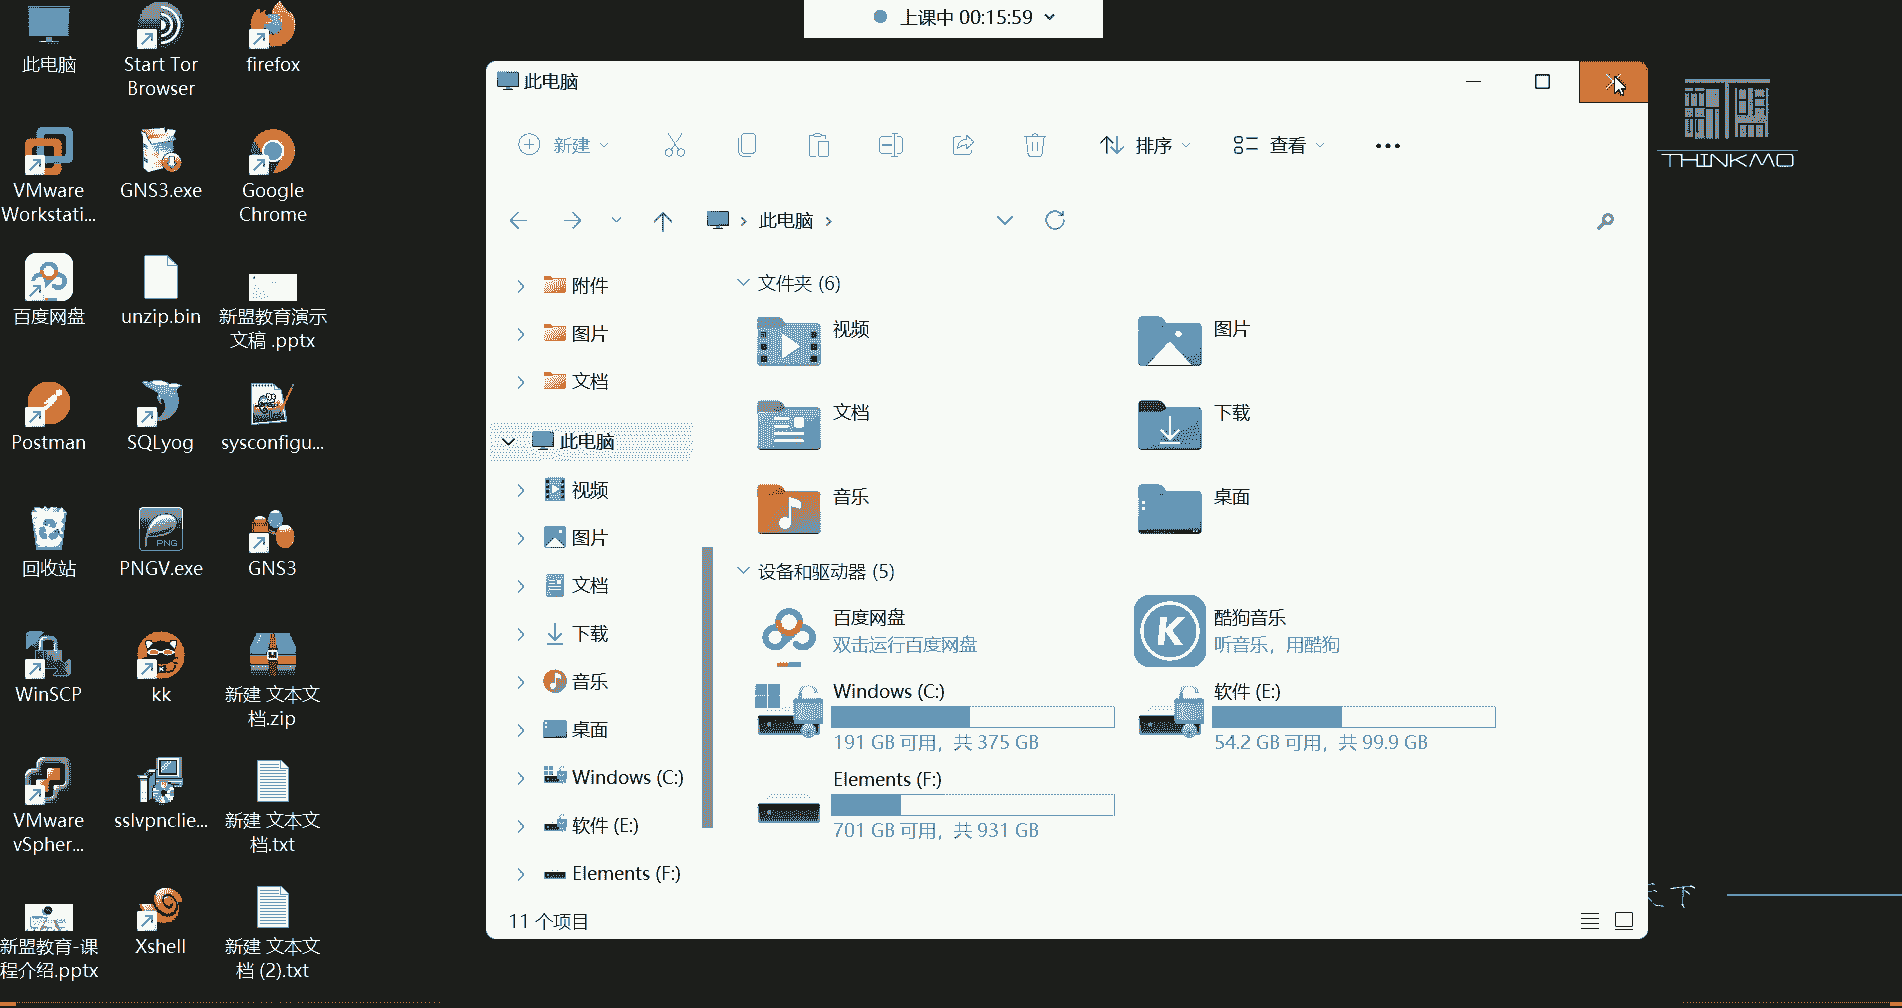 上课中 00:15:59
此电脑
Start Tor
Browser
firefox
VMware
Workstati...
GNS3.exe
Google
Chrome
百度网盘
unzip.bin
新盟教育演示
文稿 .pptx
Postman
SQLyog
sysconfigu...
回收站
PNG
PNGV.exe
GNS3
WinSCP
kk
新建 文本文
档.zip
VMware
vSpher...
sslvpnclie...
新建 文本文
档.txt
新盟教育-课
程介绍.pptx
Xshell
新建 文本文
档 (2).txt
此电脑
新建
排序
查看
此电脑
附件
图片
文档
此电脑
视频
图片
文档
下载
音乐
桌面
Windows (C:)
软件 (E:)
Elements (F:)
文件夹 (6)
视频
图片
文档
下载
音乐
桌面
设备和驱动器 (5)
百度网盘
双击运行百度网盘
K
酷狗音乐
听音乐，用酷狗
Windows (C:)
191 GB 可用，共 375 GB
软件 (E:)
54.2 GB 可用，共 99.9 GB
Elements (F:)
701 GB 可用，共 931 GB
11 个项目
THINKMO
下